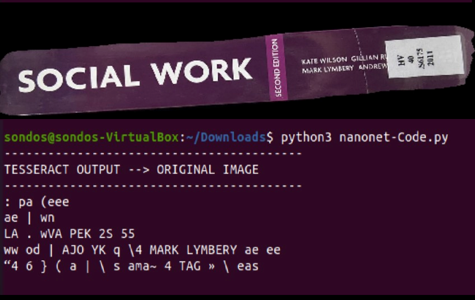 SOCIAL WORK
SECOND EDITION
KATE WILSON GILLIAN
MARK LYMBERY ANDREW
HV
40
.S6175
2011
sondos@sondos-VirtualBox:~/Downloads$ python3 nanonet-Code.py
----------------------------------------
TESSERACT OUTPUT --> ORIGINAL IMAGE
----------------------------------------
: pa (eee
ae | wn
LA . wVA PEK 2S 55
ww od | AJO YK q \4 MARK LYMBERY ae ee
“4 6 } ( a | \ s ama~ 4 TAG » \ eas